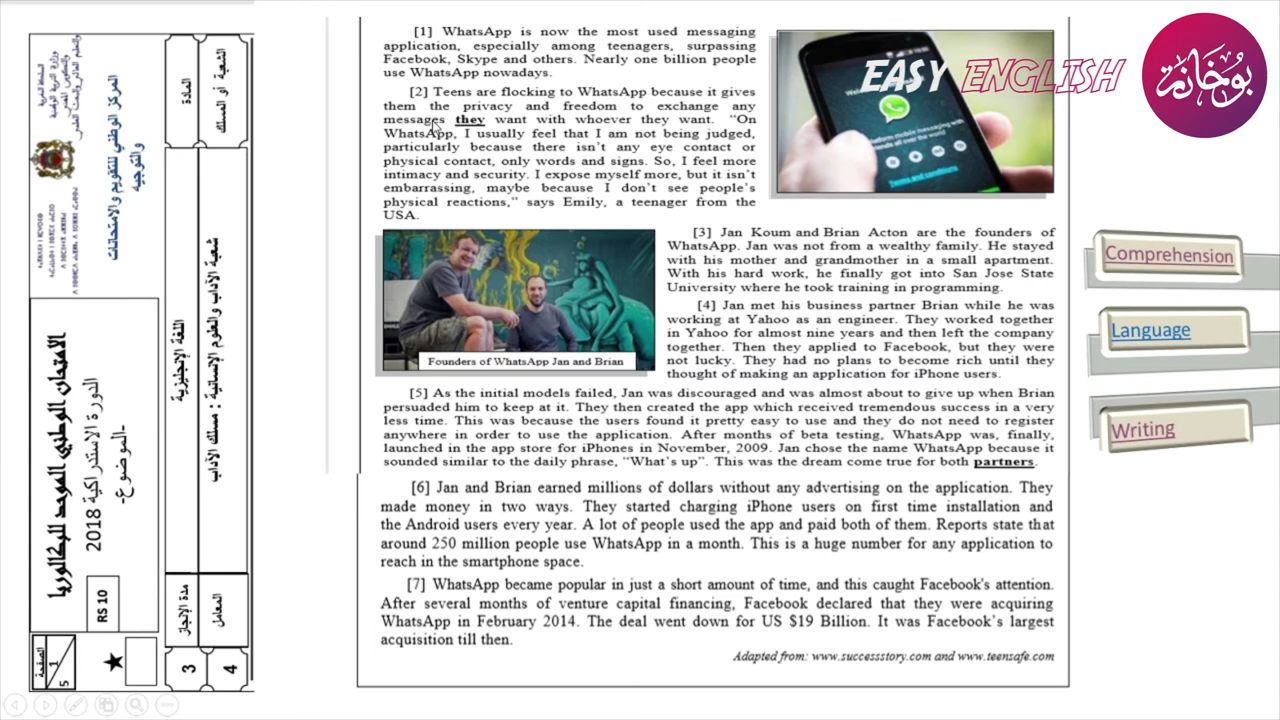 [1] WhatsApp is now the most used messaging
application, especially among teenagers, surpassing
Facebook, Skype and others. Nearly one billion people
use WhatsApp nowadays.
[2] Teens are flocking to WhatsApp because it gives
them the privacy and freedom to exchange any
messages they want with whoever they want. "On
WhatsApp, I usually feel that I am not being judged,
particularly because there isn't any eye contact or
physical contact, only words and signs. So, I feel more
intimacy and security. I expose myself more, but it isn't
embarrassing, maybe because I don't see people's
physical reactions," says Emily, a teenager from the
USA.
EASY ENGLISH
بوخانة
Terms and conditions
[3] Jan Koum and Brian Acton are the founders of
WhatsApp. Jan was not from a wealthy family. He stayed
with his mother and grandmother in a small apartment.
With his hard work, he finally got into San Jose State
University where he took training in programming.
[4] Jan met his business partner Brian while he was
working at Yahoo as an engineer. They worked together
in Yahoo for almost nine years and then left the company
together. Then they applied to Facebook, but they were
not lucky. They had no plans to become rich until they
thought of making an application for iPhone users.
Founders of WhatsApp Jan and Brian
[5] As the initial models failed, Jan was discouraged and was almost about to give up when Brian
persuaded him to keep at it. They then created the app which received tremendous success in a very
less time. This was because the users found it pretty easy to use and they do not need to register
anywhere in order to use the application. After months of beta testing, WhatsApp was, finally,
launched in the app store for iPhones in November, 2009. Jan chose the name WhatsApp because it
sounded similar to the daily phrase, "What's up". This was the dream come true for both partners.
[6] Jan and Brian earned millions of dollars without any advertising on the application. They
made money in two ways. They started charging iPhone users on first time installation and
the Android users every year. A lot of people used the app and paid both of them. Reports state that
around 250 million people use WhatsApp in a month. This is a huge number for any application to
reach in the smartphone space.
[7] WhatsApp became popular in just a short amount of time, and this caught Facebook's attention.
After several months of venture capital financing, Facebook declared that they were acquiring
WhatsApp in February 2014. The deal went down for US $19 Billion. It was Facebook's largest
acquisition till then.
Adapted from: www.successstory.com and www.teensafe.com
Comprehension
Language
Writing
الصفحة
1
5
RS 10
الامتحان الوطني الموحد للبكالوريا
الدورة الاستدراكية 2018
-الموضوع-
المركز الوطني للتقويم والامتحانات
والتوجيه
المادة
اللغة الإنجليزية
مدة الإنجاز
3
الشعبة أو المسلك
شعبة الآداب والعلوم الإنسانية : مسلك الآداب
المعامل
4